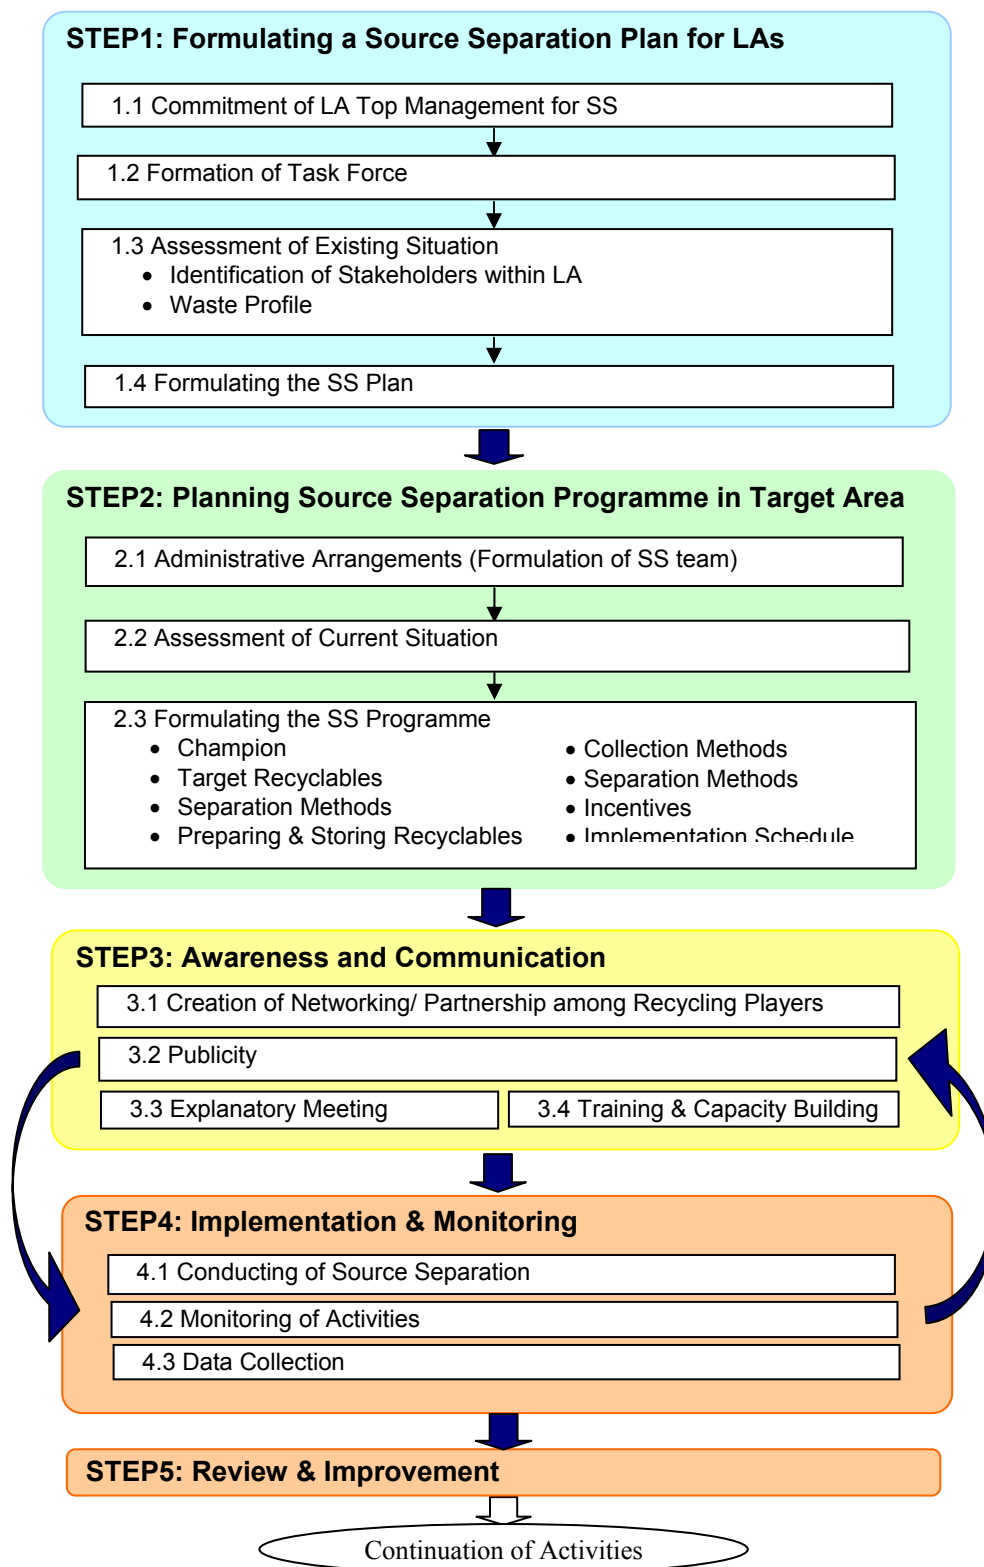 STEP1: Formulating a Source Separation Plan for LAs
1.1 Commitment of LA Top Management for SS
1.2 Formation of Task Force
1.3 Assessment of Existing Situation
• Identification of Stakeholders within LA
• Waste Profile
1.4 Formulating the SS Plan
STEP2: Planning Source Separation Programme in Target Area
2.1 Administrative Arrangements (Formulation of SS team)
2.2 Assessment of Current Situation
2.3 Formulating the SS Programme
• Champion
• Target Recyclables
• Separation Methods
• Preparing & Storing Recyclables
• Collection Methods
• Separation Methods
• Incentives
• Implementation Schedule
STEP3: Awareness and Communication
3.1 Creation of Networking/ Partnership among Recycling Players
3.2 Publicity
3.3 Explanatory Meeting
3.4 Training & Capacity Building
STEP4: Implementation & Monitoring
4.1 Conducting of Source Separation
4.2 Monitoring of Activities
4.3 Data Collection
STEP5: Review & Improvement
Continuation of Activities